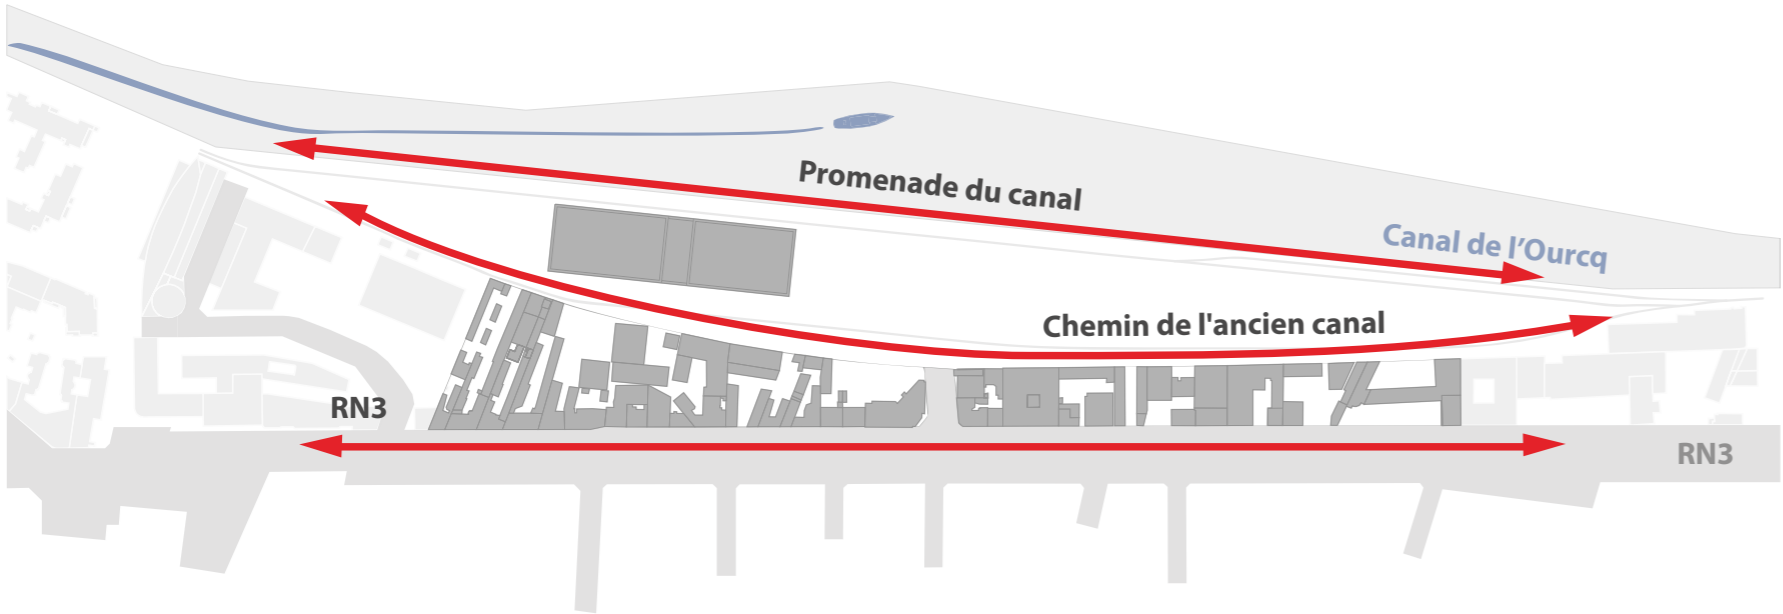 Promenade du canal
Canal de l’Ourcq
Chemin de l'ancien canal
RN3
RN3